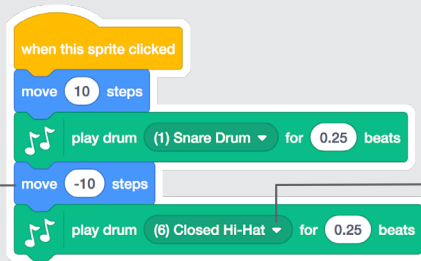 when this sprite clicked
move 10 steps
play drum (1) Snare Drum for 0.25 beats
move -10 steps
play drum (6) Closed Hi-Hat for 0.25 beats